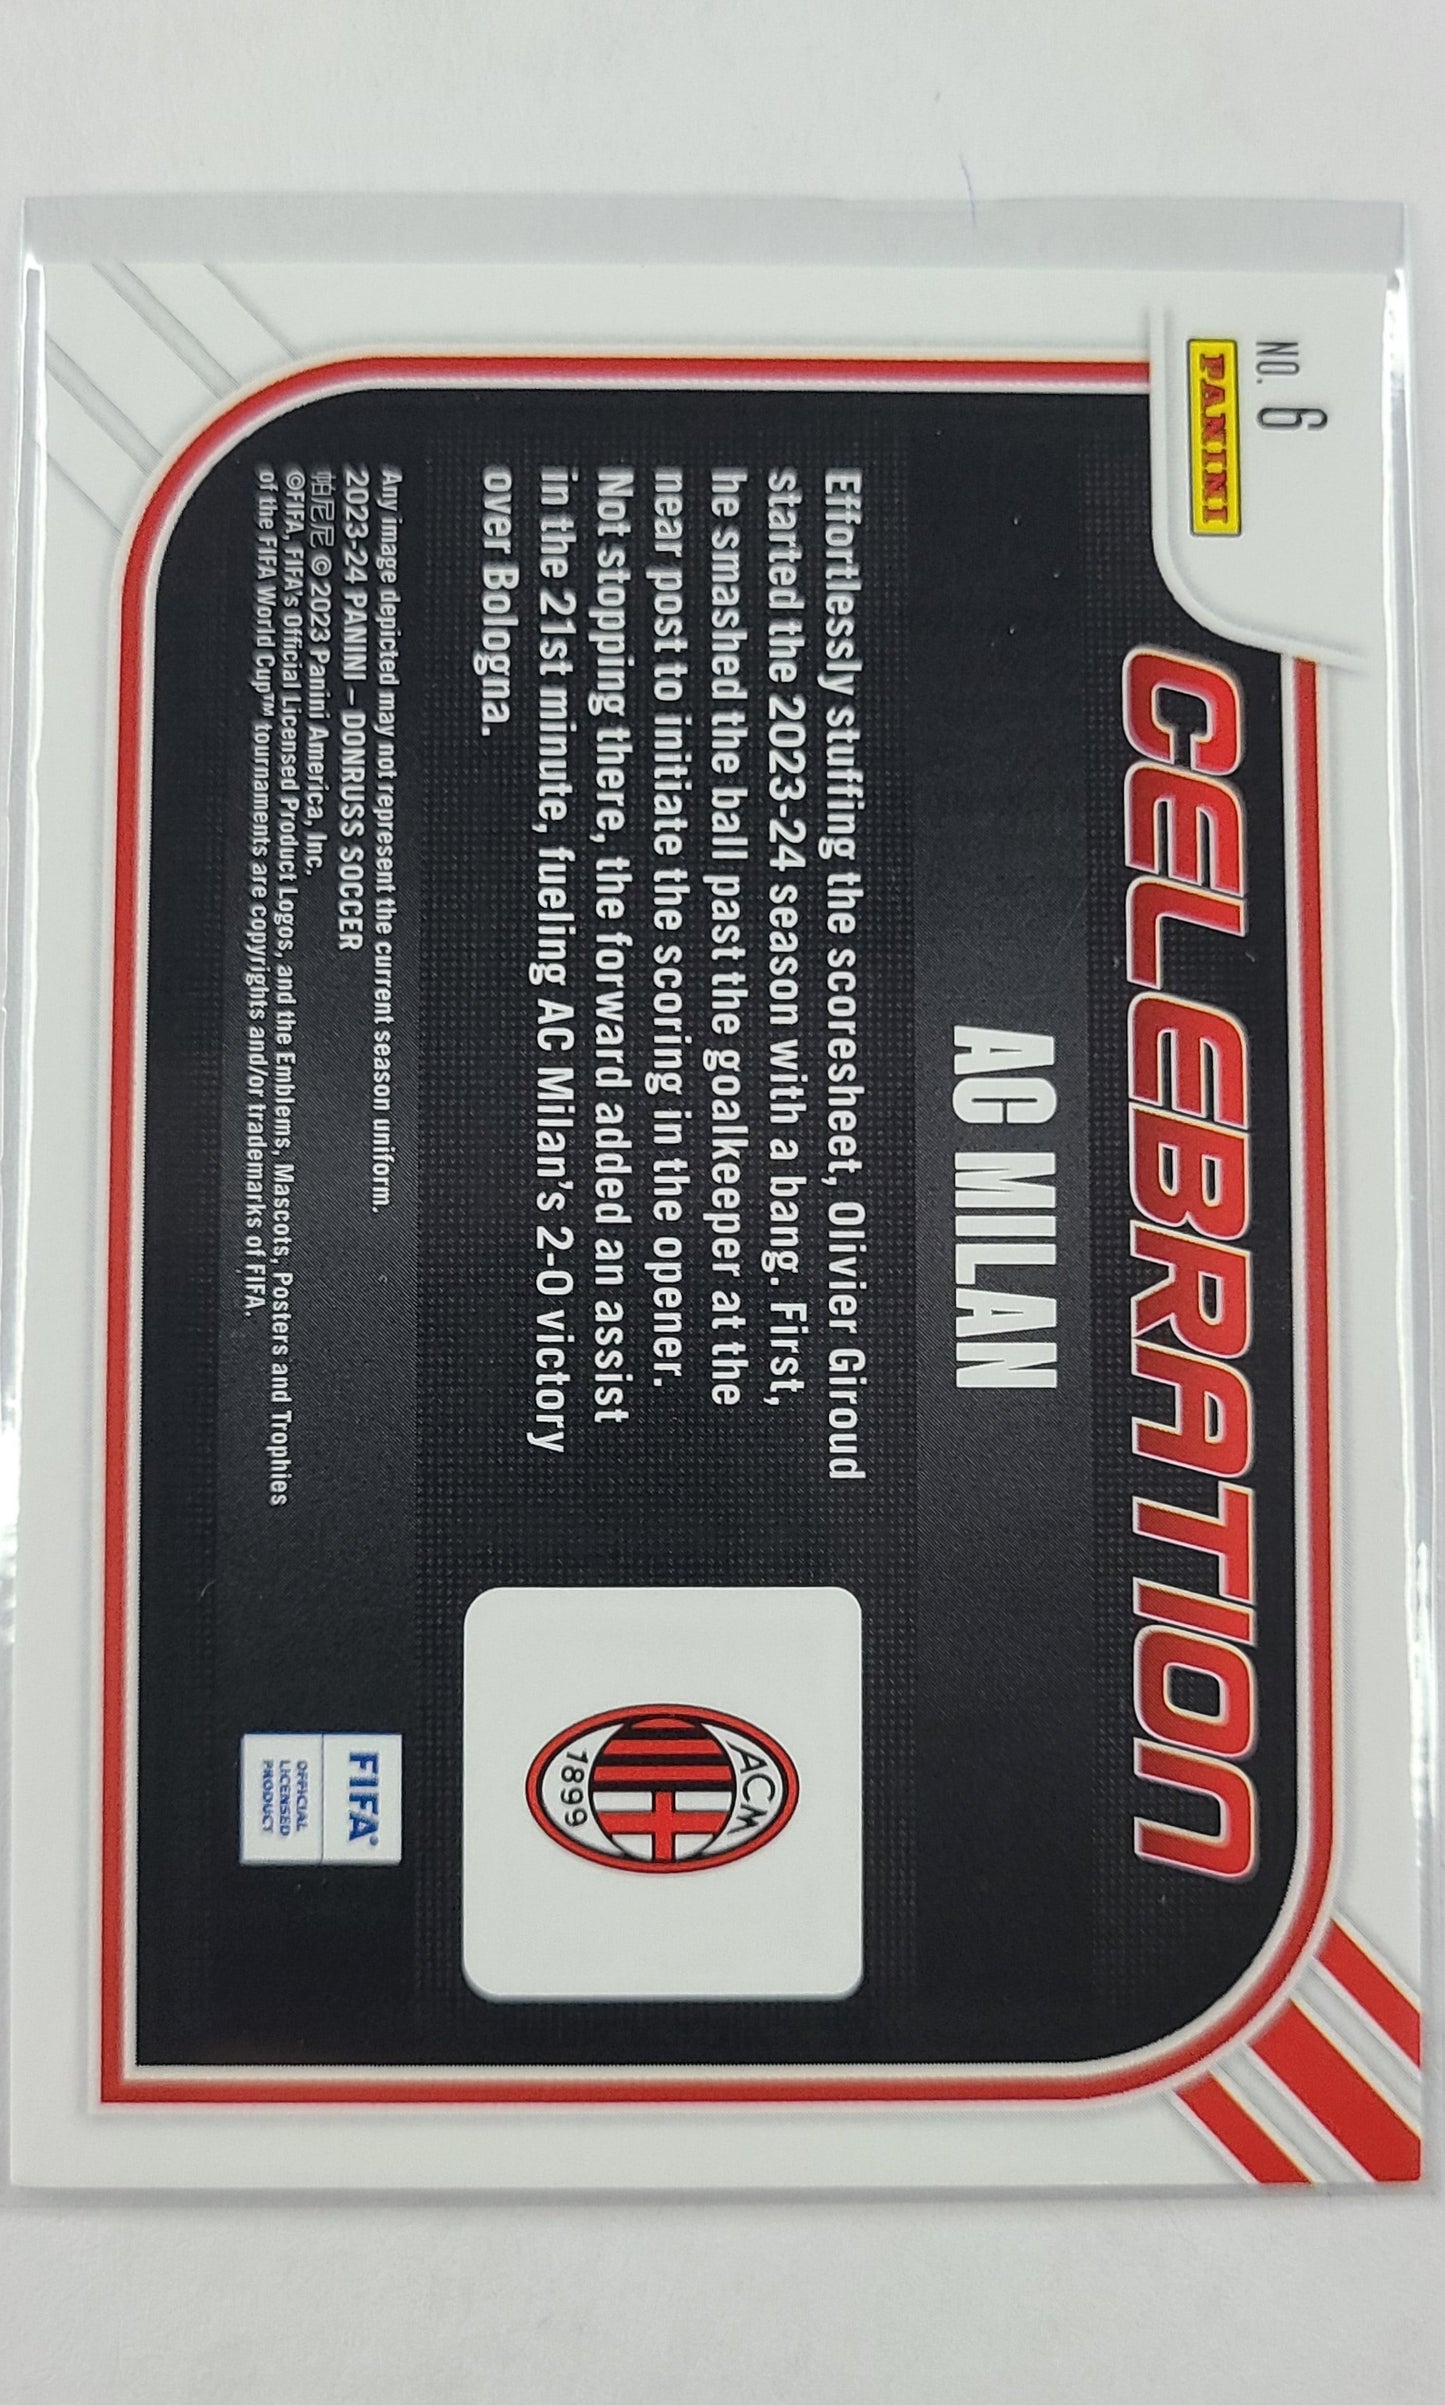 NO. 6
PANINI
CELEBRATION
AC MILAN
Effortlessly stuffing the scoresheet, Olivier Giroud
started the 2023-24 season with a bang. First,
he smashed the ball past the goalkeeper at the
near post to initiate the scoring in the opener.
Not stopping there, the forward added an assist
in the 21st minute, fueling AC Milan's 2-0 victory
over Bologna.
ACM
1899
Any image depicted may not represent the current season uniform.
2023-24 PANINI – DONRUSS SOCCER
帕尼尼 © 2023 Panini America, Inc.
©FIFA, FIFA's Official Licensed Product Logos, and the Emblems, Mascots, Posters and Trophies
of the FIFA World Cup™ tournaments are copyrights and/or trademarks of FIFA.
FIFA®
OFFICIAL
LICENSED
PRODUCT